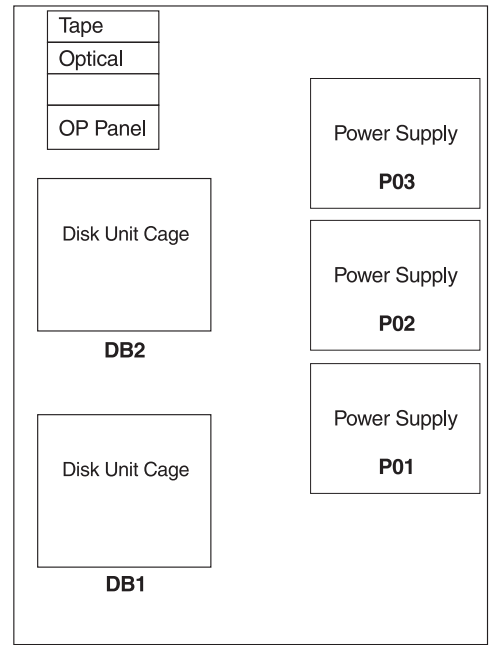 Tape
Optical
OP Panel
Power Supply
P03
Disk Unit Cage
DB2
Power Supply
P02
Power Supply
P01
Disk Unit Cage
DB1